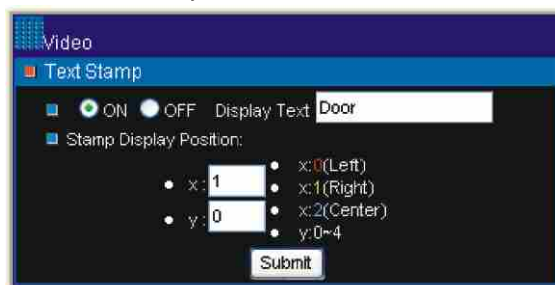 Video
Text Stamp
ON OFF Display Text Door
Stamp Display Position:
x: 1
y: 0
x:0(Left)
x:1(Right)
x:2(Center)
y:0~4
Submit